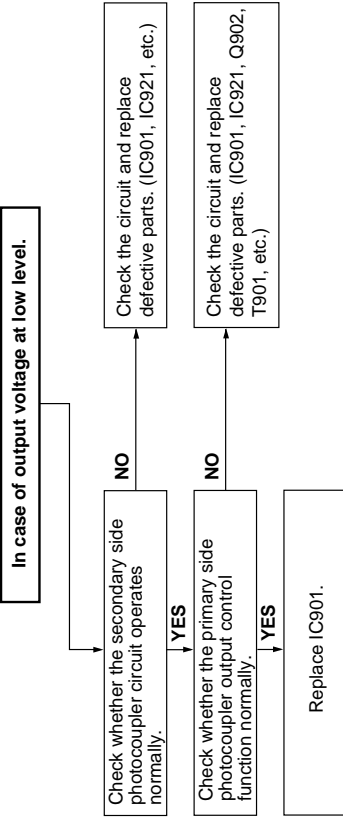 In case of output voltage at low level.
Check whether the secondary side
photocoupler circuit operates
normally.
NO
Check the circuit and replace
defective parts. (IC901, IC921, etc.)
YES
Check whether the primary side
photocoupler output control
function normally.
NO
Check the circuit and replace
defective parts. (IC901, IC921, Q902,
T901, etc.)
YES
Replace IC901.